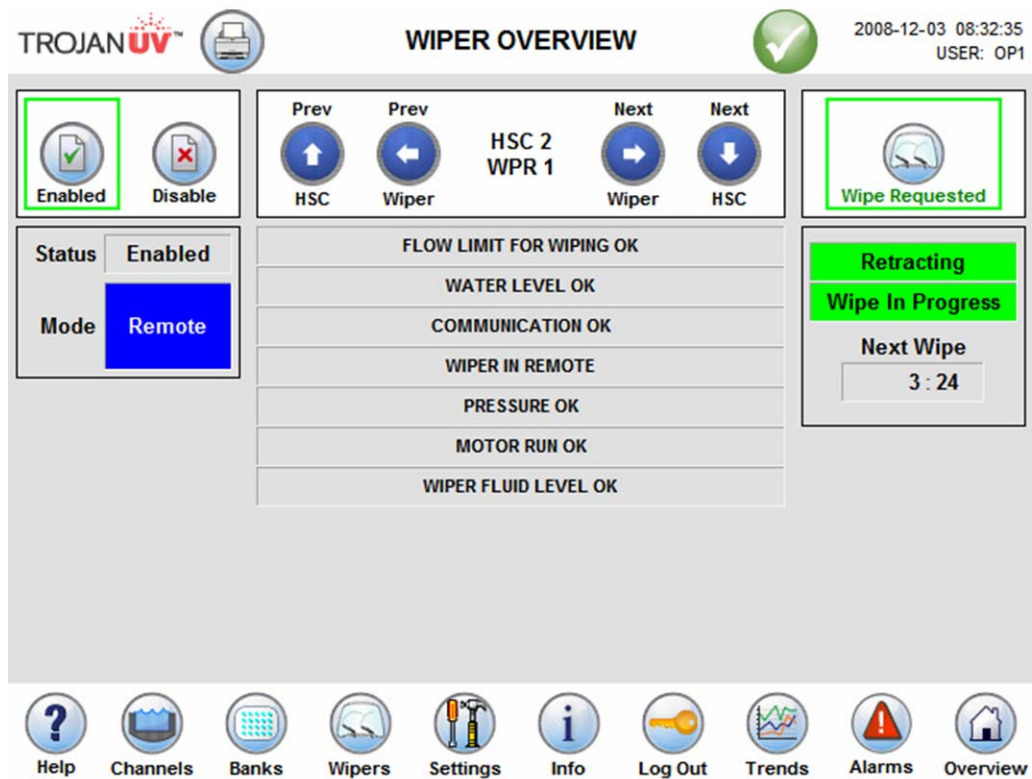 TROJANUV™
WIPER OVERVIEW
2008-12-03 08:32:35
USER: OP1
Enabled
Disable
Prev
HSC
Prev
Wiper
HSC 2
WPR 1
Next
Wiper
Next
HSC
Wipe Requested
Status Enabled
Mode Remote
FLOW LIMIT FOR WIPING OK
WATER LEVEL OK
COMMUNICATION OK
WIPER IN REMOTE
PRESSURE OK
MOTOR RUN OK
WIPER FLUID LEVEL OK
Retracting
Wipe In Progress
Next Wipe
3 : 24
Help
Channels
Banks
Wipers
Settings
Info
Log Out
Trends
Alarms
Overview